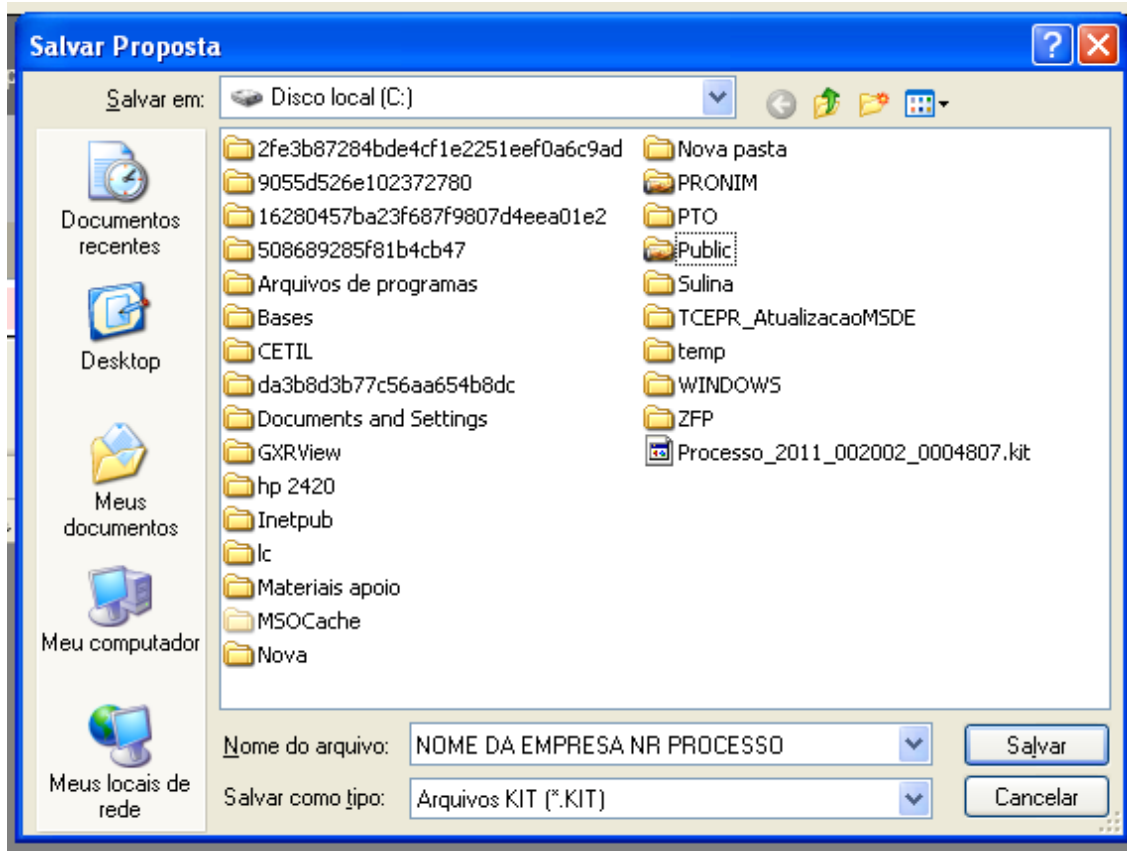 Salvar Proposta
Salvar em:
Disco local (C:)
Documentos
recentes
Desktop
Meus
documentos
Meu computador
Meus locais de
rede
2fe3b87284bde4cf1e2251eef0a6c9ad
9055d526e102372780
16280457ba23f687f9807d4eea01e2
508689285f81b4cb47
Arquivos de programas
Bases
CETIL
da3b8d3b77c56aa654b8dc
Documents and Settings
GXRView
hp 2420
Inetpub
lc
Materiais apoio
MSOCache
Nova
Nova pasta
PRONIM
PTO
Public
Sulina
TCEPR_AtualizacaoMSDE
temp
WINDOWS
ZFP
Processo_2011_002002_0004807.kit
Nome do arquivo:
NOME DA EMPRESA NR PROCESSO
Salvar
Salvar como tipo:
Arquivos KIT (*.KIT)
Cancelar